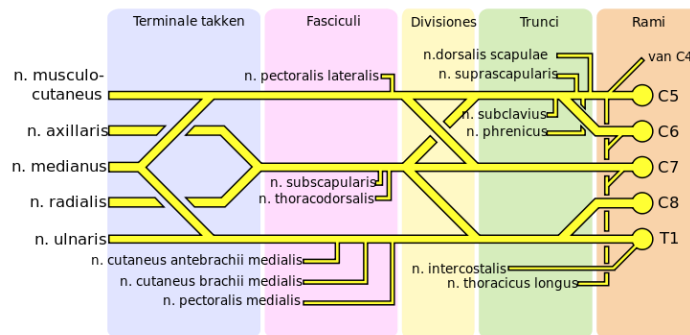 Terminale takken
Fasciculi
Divisiones
Trunci
Rami
n. musculo-
cutaneus
n. axillaris
n. medianus
n. radialis
n. ulnaris
n. pectoralis lateralis
n. subscapularis
n. thoracodorsalis
n. cutaneus antebrachii medialis
n. cutaneus brachii medialis
n. pectoralis medialis
n.dorsalis scapulae
n. suprascapularis
n. subclavius
n. phrenicus
n. intercostalis
n. thoracicus longus
van C4
C5
C6
C7
C8
T1